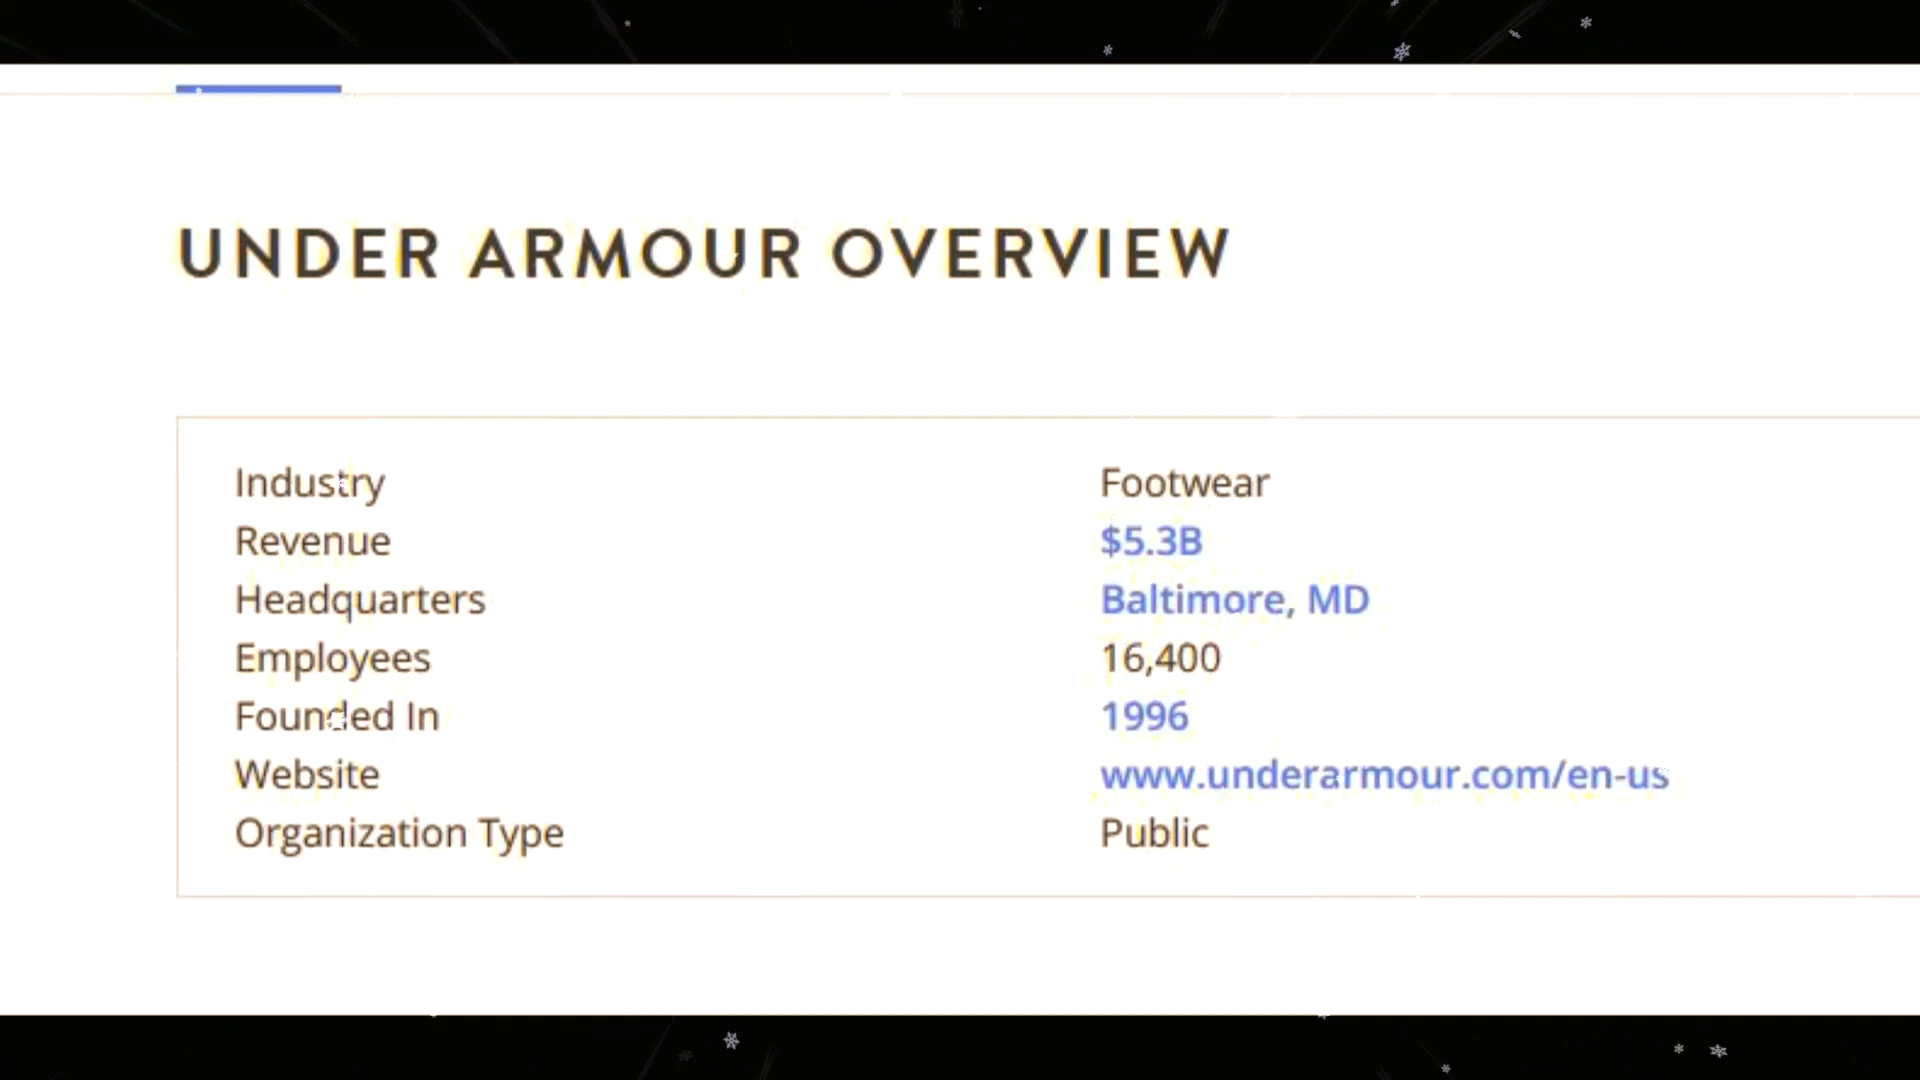 UNDER ARMOUR OVERVIEW
Industry Footwear
Revenue $5.3B
Headquarters Baltimore, MD
Employees 16,400
Founded In 1996
Website www.underarmour.com/en-us
Organization Type Public